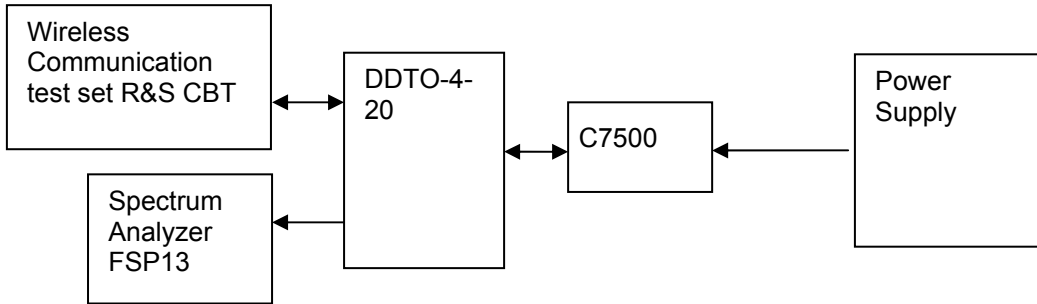 Wireless
Communication
test set R&S CBT
DDTO-4-
20
C7500
Power
Supply
Spectrum
Analyzer
FSP13